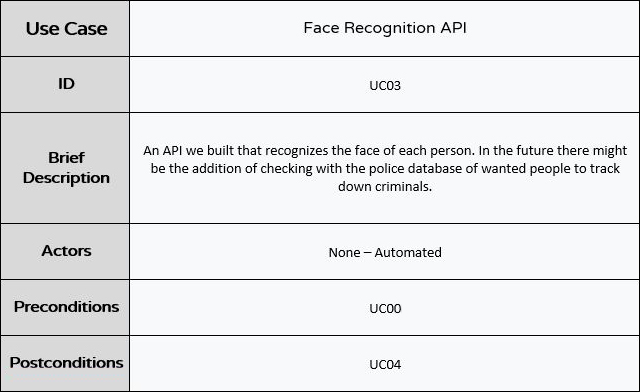 Use Case
Face Recognition API
ID
UC03
Brief
Description
An API we built that recognizes the face of each person. In the future there might
be the addition of checking with the police database of wanted people to track
down criminals.
Actors
None – Automated
Preconditions
UC00
Postconditions
UC04